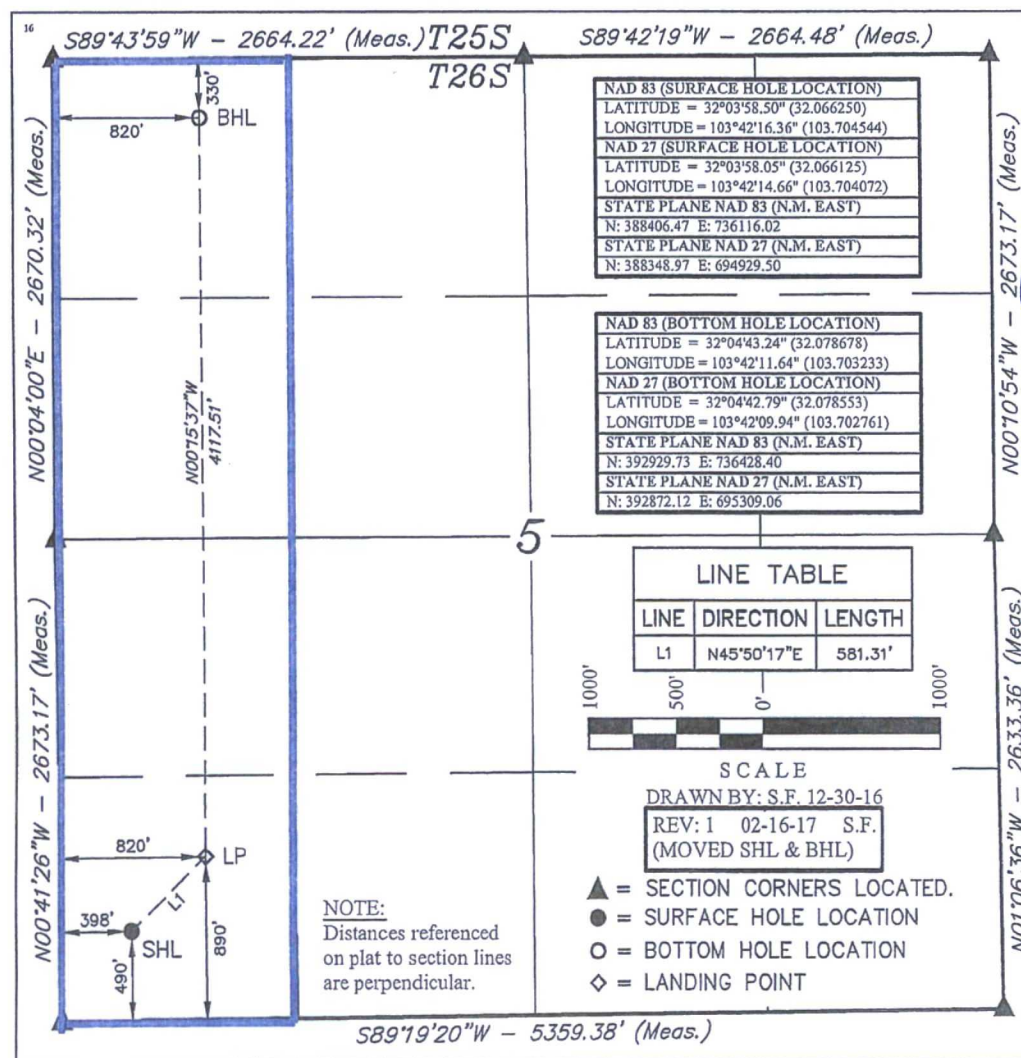 16
S89°43'59"W - 2664.22' (Meas.)
T25S
S89°42'19"W - 2664.48' (Meas.)
T26S
330'
BHL
820'
N00°04'00"E - 2670.32' (Meas.)
N00°15'37"W
4117.51'
NAD 83 (SURFACE HOLE LOCATION)
LATITUDE = 32°03'58.50" (32.066250)
LONGITUDE = 103°42'16.36" (103.704544)
NAD 27 (SURFACE HOLE LOCATION)
LATITUDE = 32°03'58.05" (32.066125)
LONGITUDE = 103°42'14.66" (103.704072)
STATE PLANE NAD 83 (N.M. EAST)
N: 388406.47 E: 736116.02
STATE PLANE NAD 27 (N.M. EAST)
N: 388348.97 E: 694929.50
N00°10'54"W - 2673.17' (Meas.)
NAD 83 (BOTTOM HOLE LOCATION)
LATITUDE = 32°04'43.24" (32.078678)
LONGITUDE = 103°42'11.64" (103.703233)
NAD 27 (BOTTOM HOLE LOCATION)
LATITUDE = 32°04'42.79" (32.078553)
LONGITUDE = 103°42'09.94" (103.702761)
STATE PLANE NAD 83 (N.M. EAST)
N: 392929.73 E: 736428.40
STATE PLANE NAD 27 (N.M. EAST)
N: 392872.12 E: 695309.06
5
LINE TABLE
LINE DIRECTION LENGTH
L1 N45°50'17"E 581.31'
1000' 500' 0' 1000'
SCALE
DRAWN BY: S.F. 12-30-16
REV: 1 02-16-17 S.F.
(MOVED SHL & BHL)
N00°41'26"W - 2673.17' (Meas.)
820'
LP
L1
398'
SHL
490'
890'
NOTE:
Distances referenced
on plat to section lines
are perpendicular.
▲ = SECTION CORNERS LOCATED.
● = SURFACE HOLE LOCATION
○ = BOTTOM HOLE LOCATION
◇ = LANDING POINT
N01°06'36"W - 2633.36' (Meas.)
S89°19'20"W - 5359.38' (Meas.)